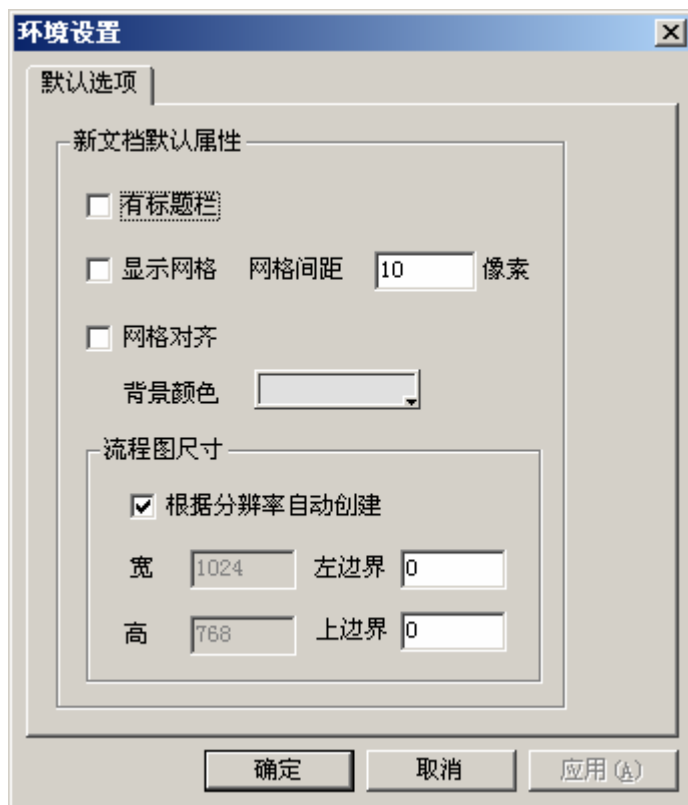 环境设置
默认选项
新文档默认属性
有标题栏
显示网格 网格间距 10 像素
网格对齐
背景颜色
流程图尺寸
根据分辨率自动创建
宽 1024 左边界 0
高 768 上边界 0
确定 取消 应用(A)